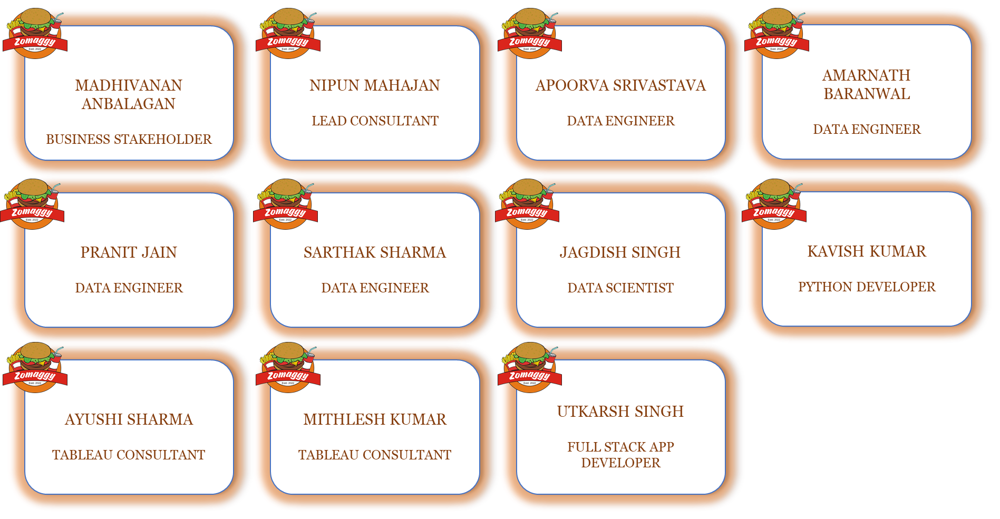 Zomaggy
Estd. 2022
MADHIVANAN
ANBALAGAN
BUSINESS STAKEHOLDER
Zomaggy
Estd. 2022
NIPUN MAHAJAN
LEAD CONSULTANT
Zomaggy
Estd. 2022
APOORVA SRIVASTAVA
DATA ENGINEER
Zomaggy
Estd. 2022
AMARNATH
BARANWAL
DATA ENGINEER
Zomaggy
Estd. 2022
PRANIT JAIN
DATA ENGINEER
Zomaggy
Estd. 2022
SARTHAK SHARMA
DATA ENGINEER
Zomaggy
Estd. 2022
JAGDISH SINGH
DATA SCIENTIST
Zomaggy
Estd. 2022
KAVISH KUMAR
PYTHON DEVELOPER
Zomaggy
Estd. 2022
AYUSHI SHARMA
TABLEAU CONSULTANT
Zomaggy
Estd. 2022
MITHLESH KUMAR
TABLEAU CONSULTANT
Zomaggy
Estd. 2022
UTKARSH SINGH
FULL STACK APP
DEVELOPER